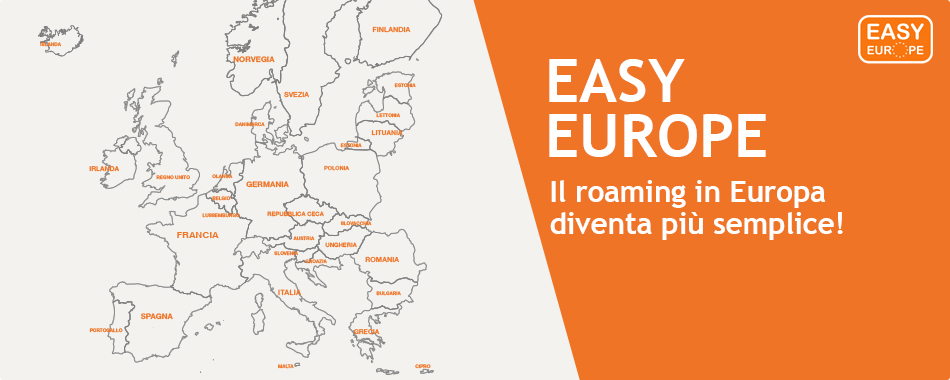 ISLANDA
FINLANDIA
NORVEGIA
SVEZIA
ESTONIA
LETTONIA
DANIMARCA
LITUANIA
IRLANDA
REGNO UNITO
OLANDA
POLONIA
GERMANIA
BELGIO
LUSSEMBURGO
REPUBBLICA CECA
SLOVACCHIA
FRANCIA
AUSTRIA
UNGHERIA
SLOVENIA
CROAZIA
ROMANIA
ITALIA
BULGARIA
SPAGNA
PORTOGALLO
GRECIA
MALTA
CIPRO
EASY
EUROPE
EASY
EUROPE
Il roaming in Europa
diventa più semplice!